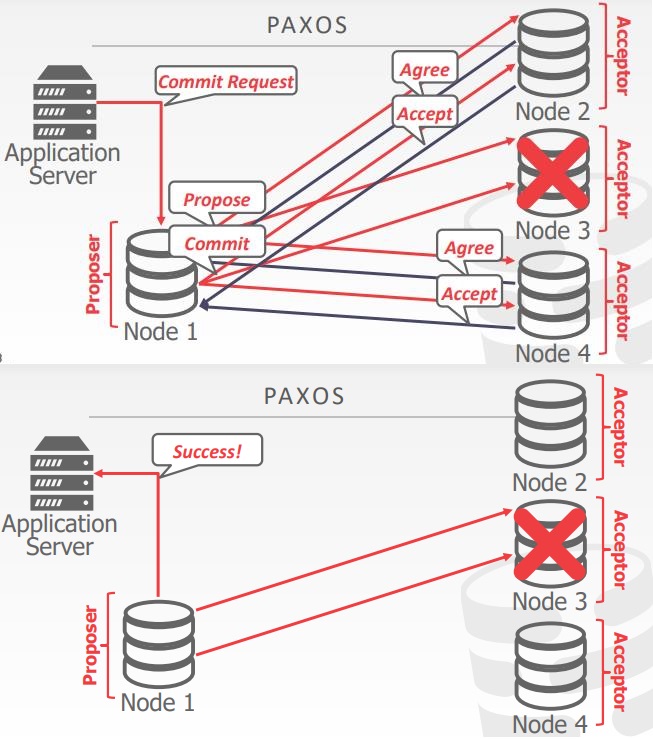 PAXOS
Commit Request
Agree
Accept
Application
Server
Node 2
Acceptor
Propose
Commit
Proposer
Node 1
Node 3
Acceptor
Agree
Accept
Node 4
Acceptor
PAXOS
Success!
Application
Server
Node 2
Acceptor
Node 3
Acceptor
Proposer
Node 1
Node 4
Acceptor